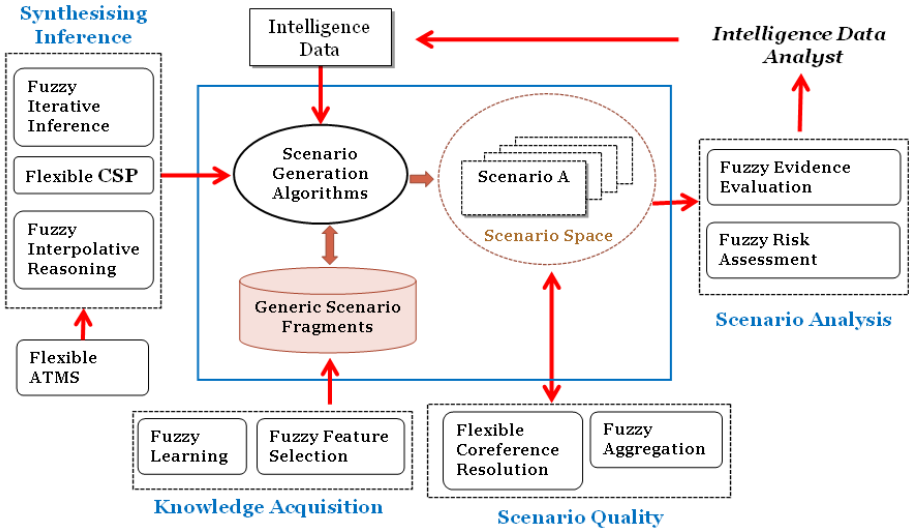 Synthesising
Inference
Fuzzy
Iterative
Inference
Flexible CSP
Fuzzy
Interpolative
Reasoning
Flexible
ATMS
Intelligence
Data
Intelligence Data
Analyst
Scenario
Generation
Algorithms
Scenario A
Scenario Space
Generic Scenario
Fragments
Fuzzy Evidence
Evaluation
Fuzzy Risk
Assessment
Scenario Analysis
Fuzzy
Learning
Fuzzy Feature
Selection
Knowledge Acquisition
Flexible
Coreference
Resolution
Fuzzy
Aggregation
Scenario Quality